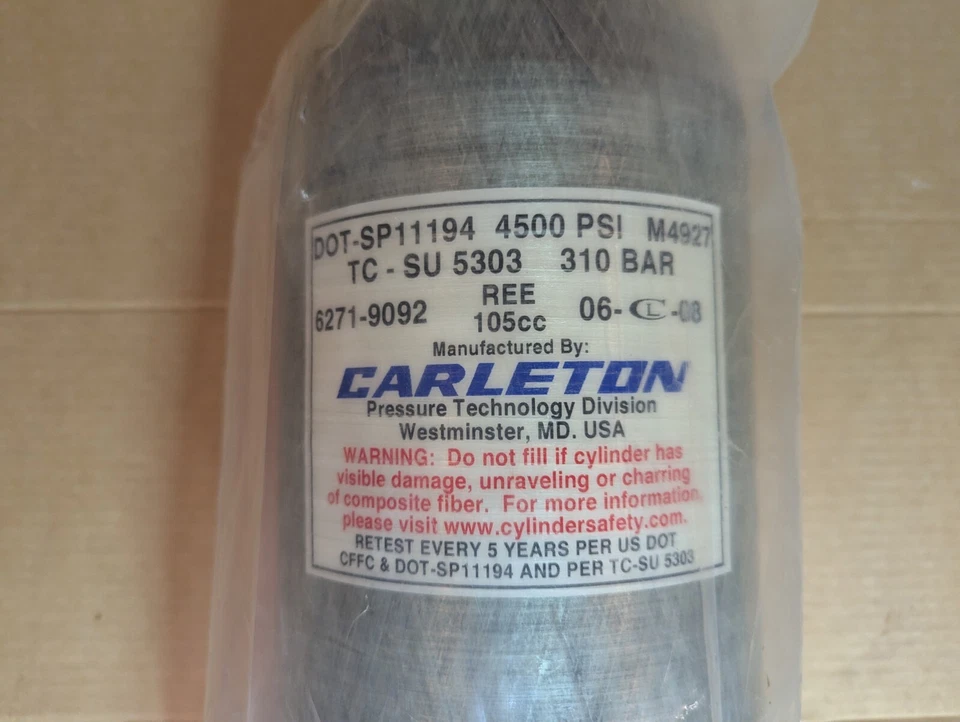 DOT-SP11194 4500 PSI M4927
TC - SU 5303 310 BAR
6271-9092 REE 105cc 06- CL -08
Manufactured By:
CARLETON
Pressure Technology Division
Westminster, MD. USA
WARNING: Do not fill if cylinder has
visible damage, unraveling or charring
of composite fiber. For more information,
please visit www.cylindersafety.com.
RETEST EVERY 5 YEARS PER US DOT
CFFC & DOT-SP11194 AND PER TC-SU 5303